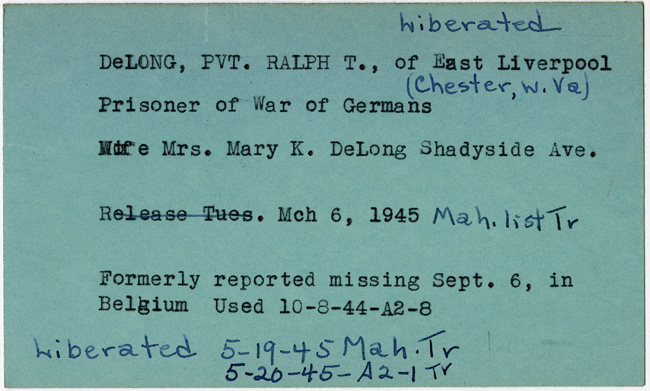 Liberated
DeLONG, PVT. RALPH T., of East Liverpool
(Chester, W. Va)
Prisoner of War of Germans
Wife Mrs. Mary K. DeLong Shadyside Ave.
Release Tues. Mch 6, 1945 Mah. list Tr
Formerly reported missing Sept. 6, in
Belgium Used 10-8-44-A2-8
Liberated 5-19-45 Mah. Tr
5-20-45-A2-1 Tr